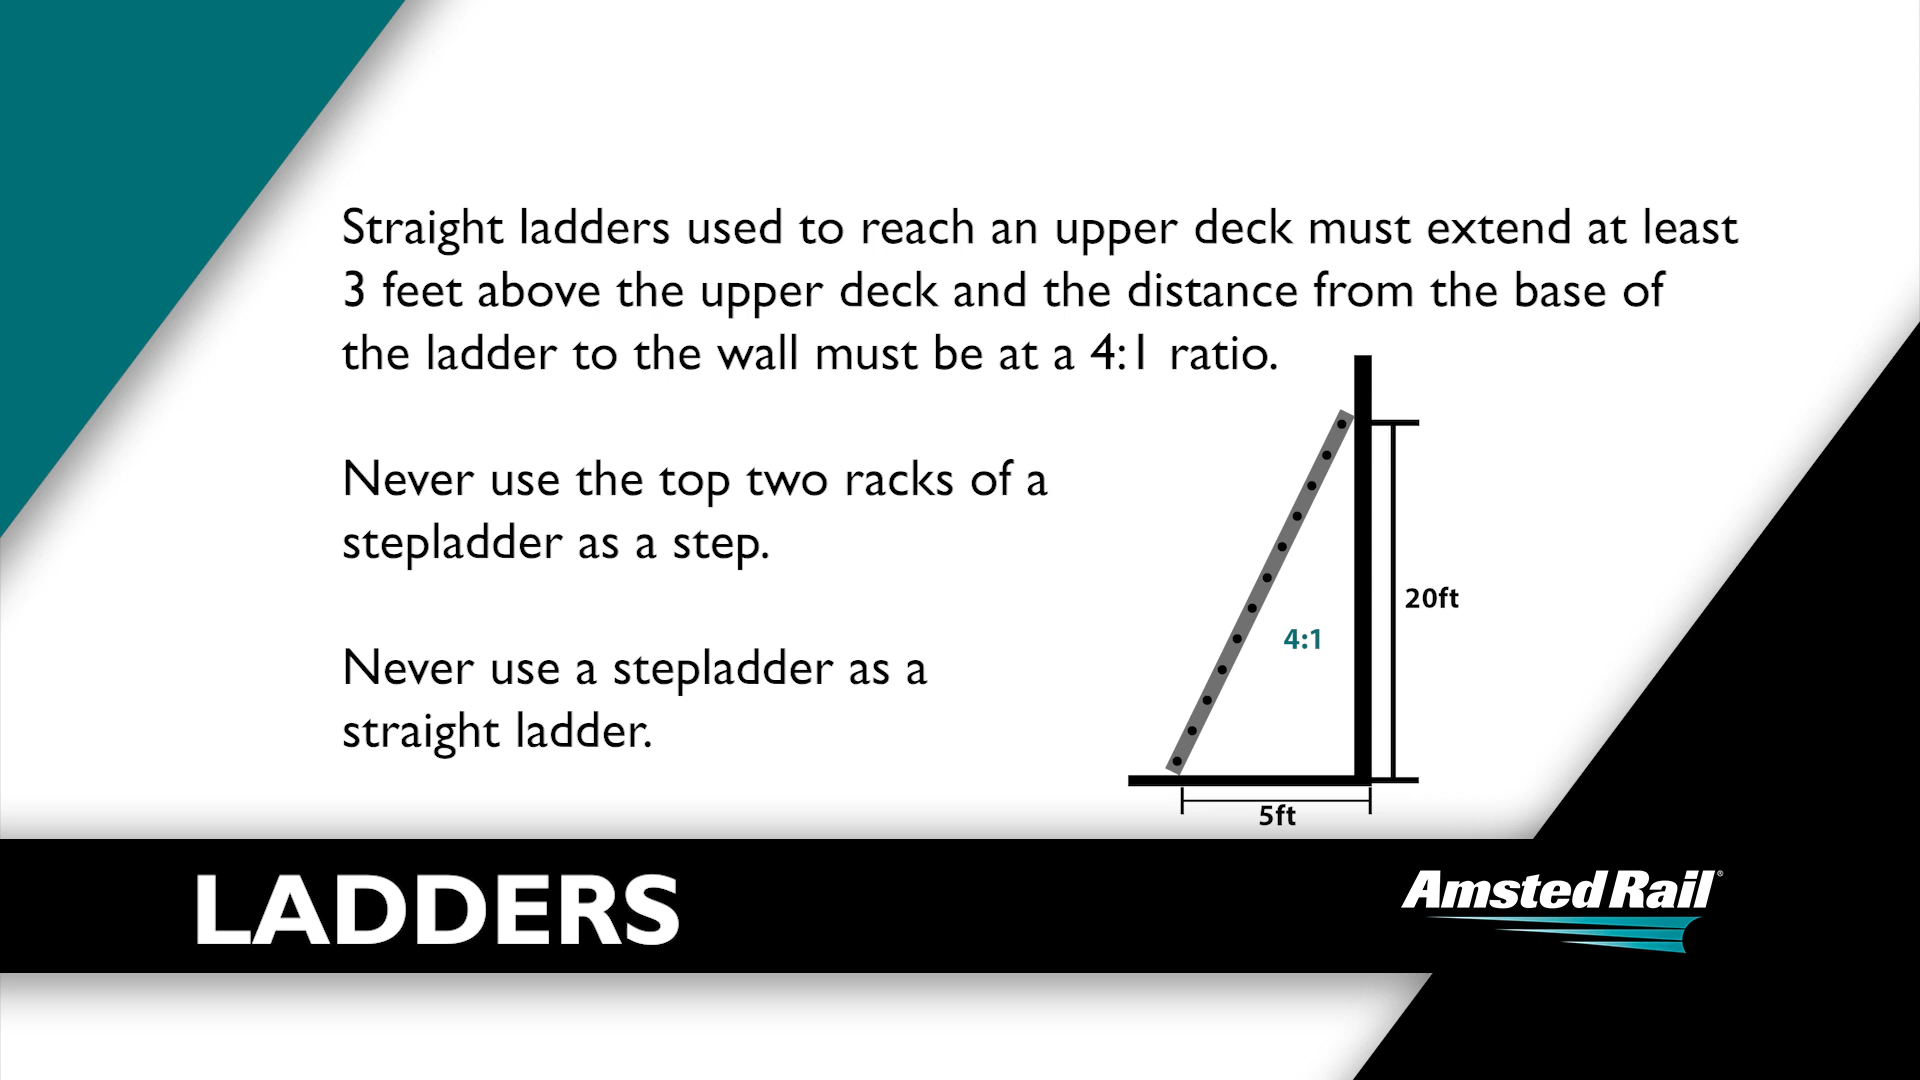 Straight ladders used to reach an upper deck must extend at least
3 feet above the upper deck and the distance from the base of
the ladder to the wall must be at a 4:1 ratio.
Never use the top two racks of a
stepladder as a step.
Never use a stepladder as a
straight ladder.
20ft
4:1
5ft
LADDERS
Amsted Rail®